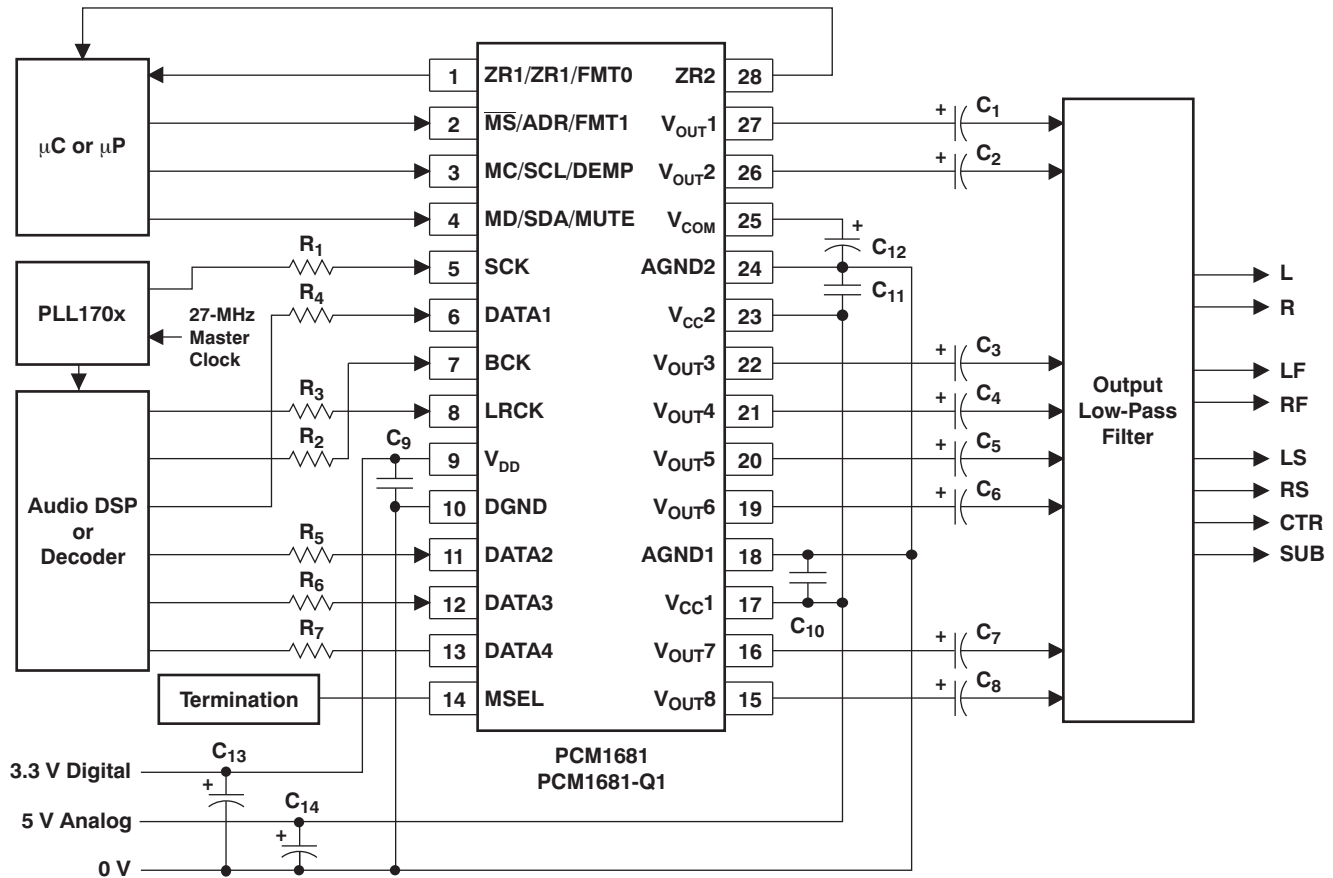 µC or µP
PLL170x
27-MHz
Master
Clock
Audio DSP
or
Decoder
Termination
3.3 V Digital
5 V Analog
0 V
R1
R4
R3
R2
R5
R6
R7
C9
C13
+
C14
+
1 ZR1/ZR1/FMT0
2 M̅S̅/ADR/FMT1
3 MC/SCL/DEMP
4 MD/SDA/MUTE
5 SCK
6 DATA1
7 BCK
8 LRCK
9 VDD
10 DGND
11 DATA2
12 DATA3
13 DATA4
14 MSEL
ZR2 28
VOUT1 27
VOUT2 26
VCOM 25
AGND2 24
VCC2 23
VOUT3 22
VOUT4 21
VOUT5 20
VOUT6 19
AGND1 18
VCC1 17
VOUT7 16
VOUT8 15
PCM1681
PCM1681-Q1
+ C1
+ C2
+ C12
C11
+ C3
+ C4
+ C5
+ C6
C10
+ C7
+ C8
Output
Low-Pass
Filter
L
R
LF
RF
LS
RS
CTR
SUB